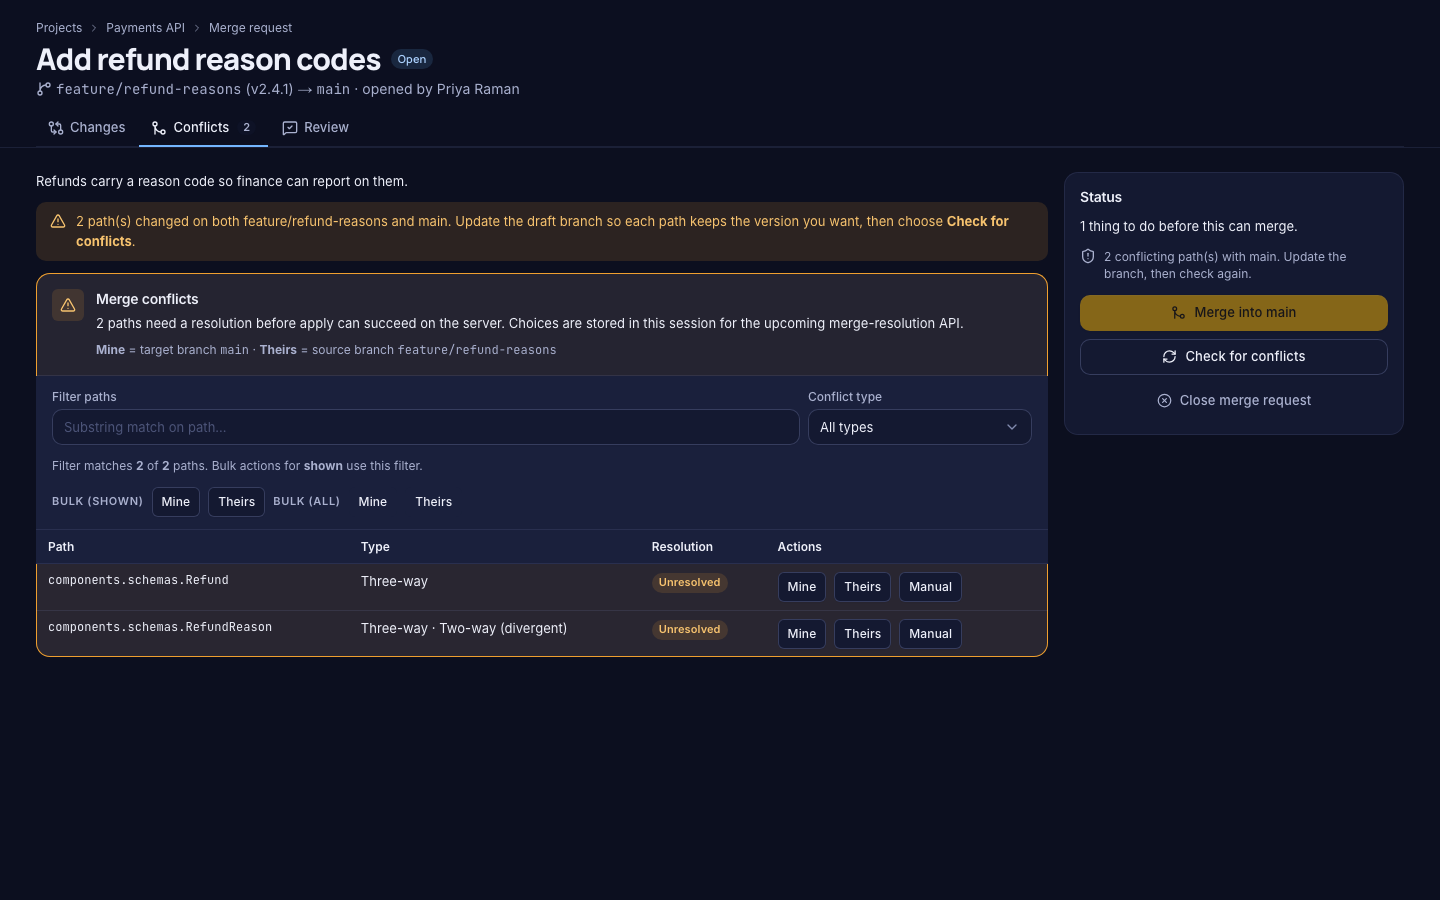 Projects > Payments API > Merge request
Add refund reason codes Open
feature/refund-reasons (v2.4.1) → main · opened by Priya Raman
Changes Conflicts 2 Review
Refunds carry a reason code so finance can report on them.
2 path(s) changed on both feature/refund-reasons and main. Update the draft branch so each path keeps the version you want, then choose Check for
conflicts.
Merge conflicts
2 paths need a resolution before apply can succeed on the server. Choices are stored in this session for the upcoming merge-resolution API.
Mine = target branch main · Theirs = source branch feature/refund-reasons
Filter paths Conflict type
Substring match on path... All types
Filter matches 2 of 2 paths. Bulk actions for shown use this filter.
BULK (SHOWN) Mine Theirs BULK (ALL) Mine Theirs
Path Type Resolution Actions
components.schemas.Refund Three-way Unresolved Mine Theirs Manual
components.schemas.RefundReason Three-way · Two-way (divergent) Unresolved Mine Theirs Manual
Status
1 thing to do before this can merge.
2 conflicting path(s) with main. Update the
branch, then check again.
Merge into main
Check for conflicts
Close merge request